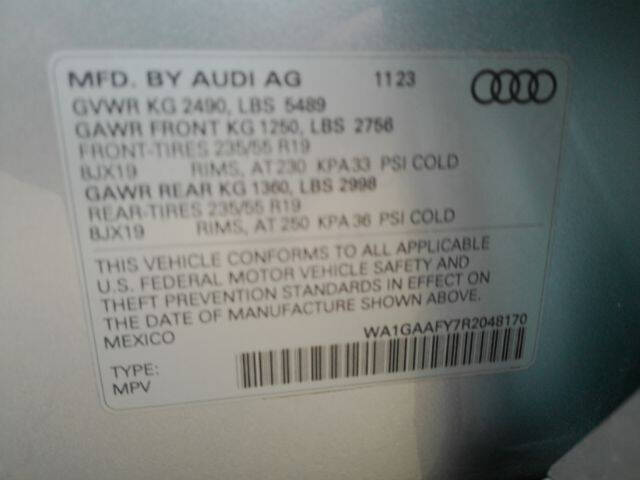 MFD. BY AUDI AG 11 23
GVWR KG 2490, LBS 5489
GAWR FRONT KG 1250, LBS 2756
FRONT-TIRES 235/55 R19
8JX19 RIMS, AT 230 KPA 33 PSI COLD
GAWR REAR KG 1360, LBS 2998
REAR-TIRES 235/55 R19
8JX19 RIMS, AT 250 KPA 36 PSI COLD
THIS VEHICLE CONFORMS TO ALL APPLICABLE
U.S. FEDERAL MOTOR VEHICLE SAFETY AND
THEFT PREVENTION STANDARDS IN EFFECT ON
THE DATE OF MANUFACTURE SHOWN ABOVE.
MEXICO WA1GAAFY7R2048170
TYPE:
MPV